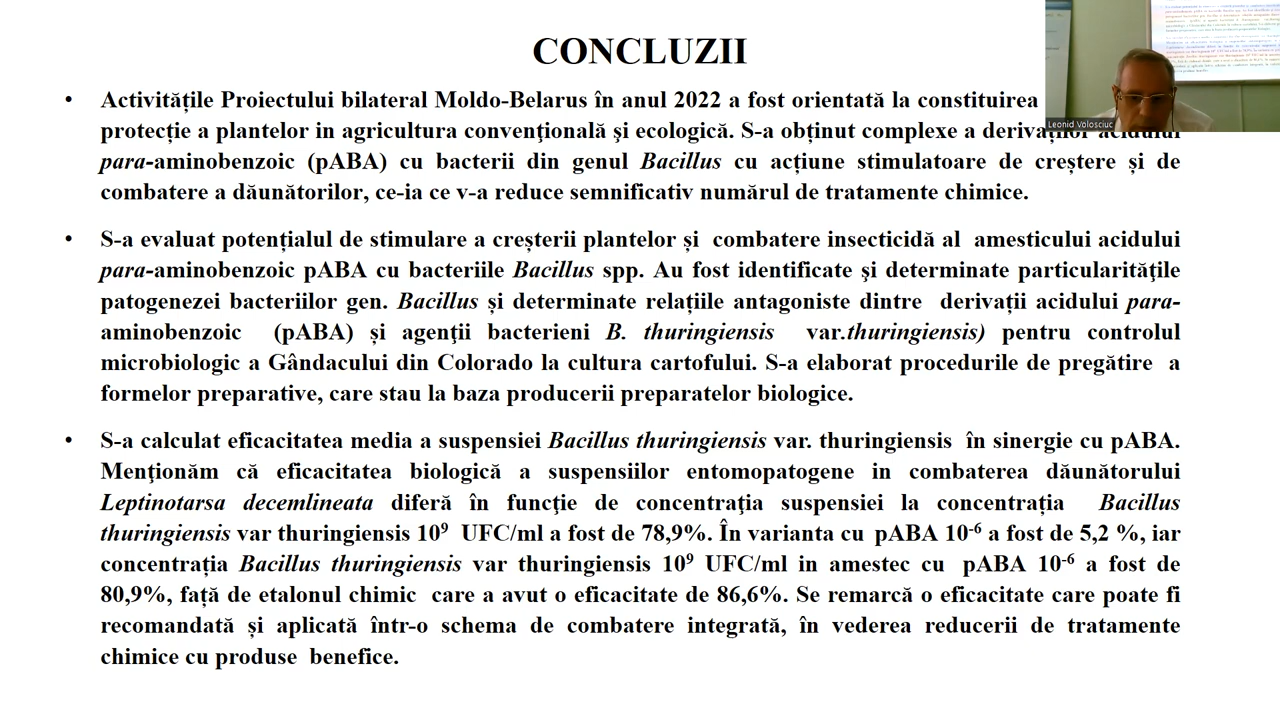 CONCLUZII
• Activitățile Proiectului bilateral Moldo-Belarus în anul 2022 a fost orientată la constituirea
protecție a plantelor in agricultura convenţională şi ecologică. S-a obținut complexe a derivaților acidului
para-aminobenzoic (pABA) cu bacterii din genul Bacillus cu acțiune stimulatoare de creștere și de
combatere a dăunătorilor, ce-ia ce v-a reduce semnificativ numărul de tratamente chimice.
• S-a evaluat potențialul de stimulare a creșterii plantelor și combatere insecticidă al amesticului acidului
para-aminobenzoic pABA cu bacteriile Bacillus spp. Au fost identificate şi determinate particularităţile
patogenezei bacteriilor gen. Bacillus și determinate relațiile antagoniste dintre derivații acidului para-
aminobenzoic (pABA) și agenţii bacterieni B. thuringiensis var.thuringiensis) pentru controlul
microbiologic a Gândacului din Colorado la cultura cartofului. S-a elaborat procedurile de pregătire a
formelor preparative, care stau la baza producerii preparatelor biologice.
• S-a calculat eficacitatea media a suspensiei Bacillus thuringiensis var. thuringiensis în sinergie cu pABA.
Menţionăm că eficacitatea biologică a suspensiilor entomopatogene in combaterea dăunătorului
Leptinotarsa decemlineata diferă în funcţie de concentraţia suspensiei la concentrația Bacillus
thuringiensis var thuringiensis 10⁹ UFC/ml a fost de 78,9%. În varianta cu pABA 10⁻⁶ a fost de 5,2 %, iar
concentrația Bacillus thuringiensis var thuringiensis 10⁹ UFC/ml in amestec cu pABA 10⁻⁶ a fost de
80,9%, față de etalonul chimic care a avut o eficacitate de 86,6%. Se remarcă o eficacitate care poate fi
recomandată și aplicată într-o schema de combatere integrată, în vederea reducerii de tratamente
chimice cu produse benefice.
Leonid Volosciuc